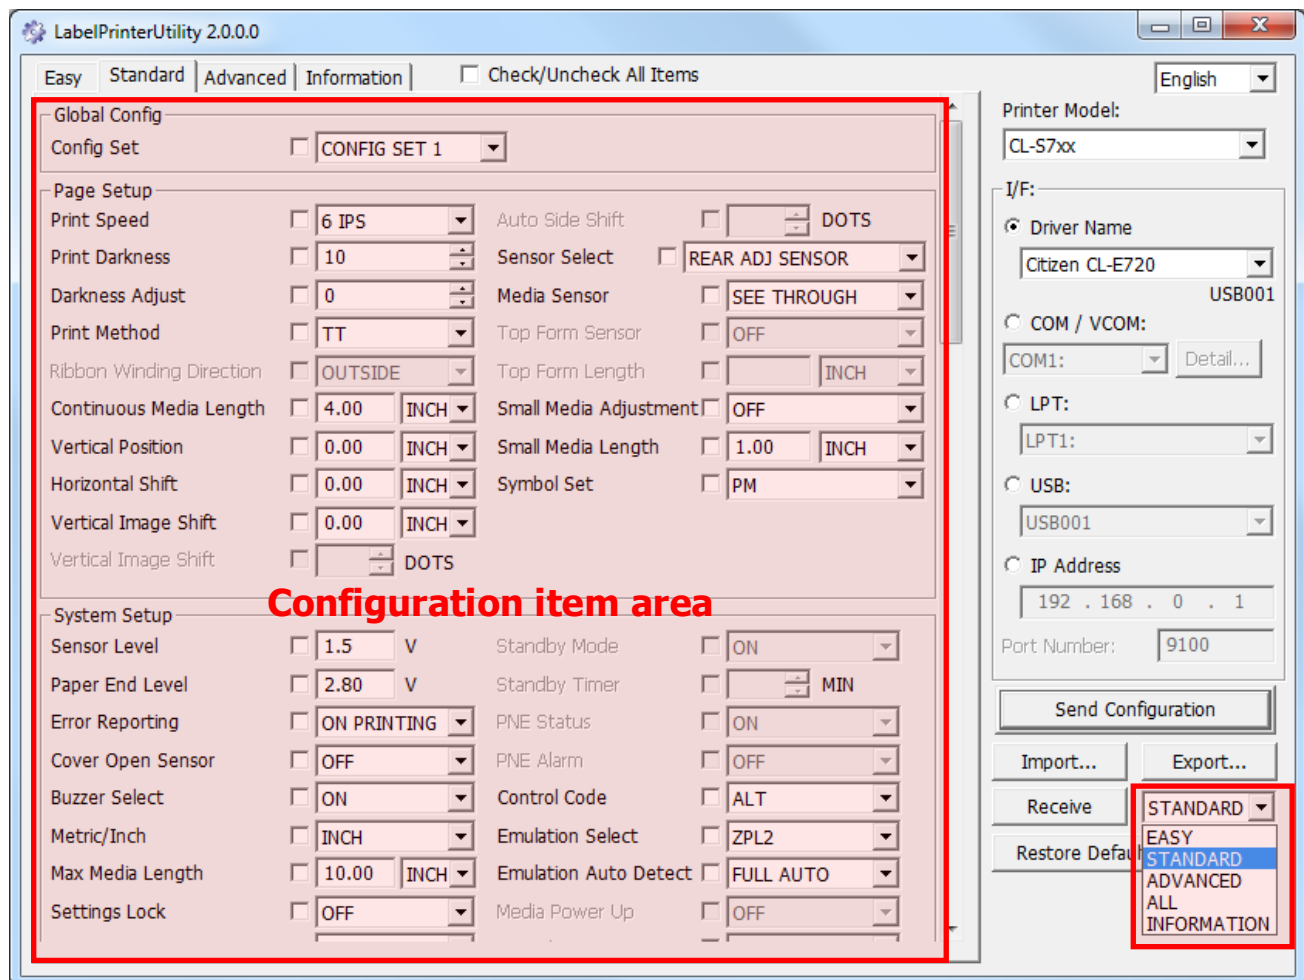 LabelPrinterUtility 2.0.0.0
Easy Standard Advanced Information Check/Uncheck All Items English
Global Config
Config Set CONFIG SET 1
Page Setup
Print Speed 6 IPS Auto Side Shift DOTS
Print Darkness 10 Sensor Select REAR ADJ SENSOR
Darkness Adjust 0 Media Sensor SEE THROUGH
Print Method TT Top Form Sensor OFF
Ribbon Winding Direction OUTSIDE Top Form Length INCH
Continuous Media Length 4.00 INCH Small Media Adjustment OFF
Vertical Position 0.00 INCH Small Media Length 1.00 INCH
Horizontal Shift 0.00 INCH Symbol Set PM
Vertical Image Shift 0.00 INCH
Vertical Image Shift DOTS
Configuration item area
System Setup
Sensor Level 1.5 V Standby Mode ON
Paper End Level 2.80 V Standby Timer MIN
Error Reporting ON PRINTING PNE Status ON
Cover Open Sensor OFF PNE Alarm OFF
Buzzer Select ON Control Code ALT
Metric/Inch INCH Emulation Select ZPL2
Max Media Length 10.00 INCH Emulation Auto Detect FULL AUTO
Settings Lock OFF Media Power Up OFF
Printer Model:
CL-S7xx
I/F:
Driver Name
Citizen CL-E720
USB001
COM / VCOM:
COM1: Detail...
LPT:
LPT1:
USB:
USB001
IP Address
192 . 168 . 0 . 1
Port Number: 9100
Send Configuration
Import... Export...
Receive STANDARD
Restore Defau
EASY
STANDARD
ADVANCED
ALL
INFORMATION